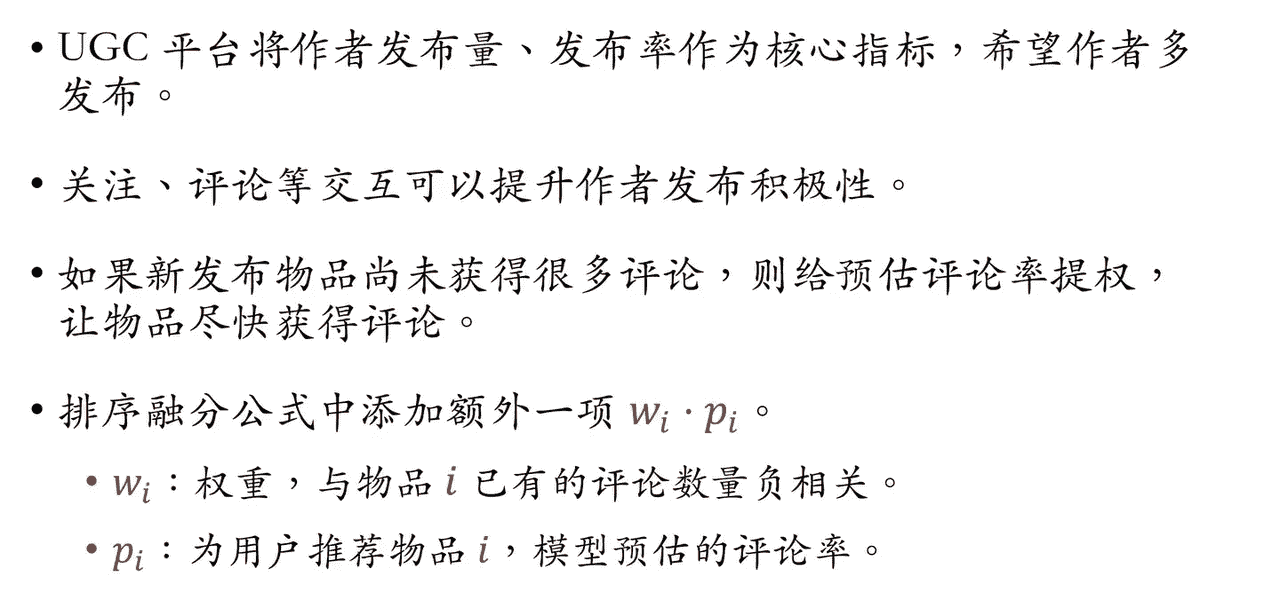 • UGC 平台将作者发布量、发布率作为核心指标，希望作者多
发布。
• 关注、评论等交互可以提升作者发布积极性。
• 如果新发布物品尚未获得很多评论，则给预估评论率提权，
让物品尽快获得评论。
• 排序融分公式中添加额外一项 wᵢ · pᵢ。
• wᵢ：权重，与物品 i 已有的评论数量负相关。
• pᵢ：为用户推荐物品 i，模型预估的评论率。